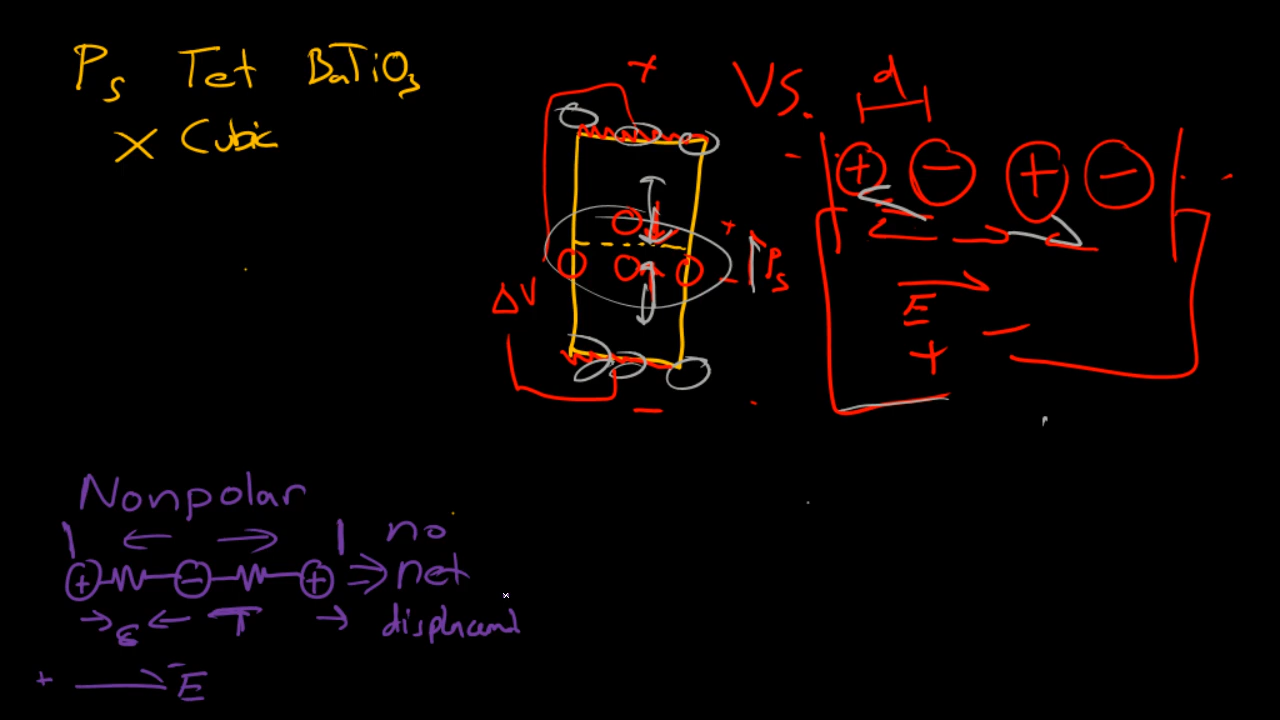 Ps Tet BaTiO3
X Cubic
+ VS. d
- + - + -
ΔV + - Ps
E
+ -
-
Nonpolar
no
+ - + ⇒ net
→ ε ← T → displacement
+ → - E